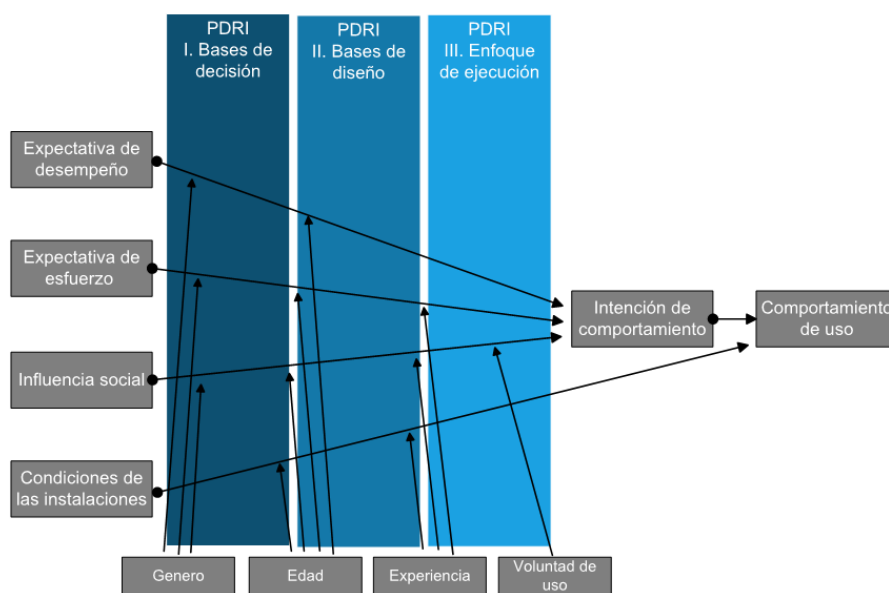 PDRI
I. Bases de
decisión
PDRI
II. Bases de
diseño
PDRI
III. Enfoque
de ejecución
Expectativa de
desempeño
Expectativa de
esfuerzo
Influencia social
Condiciones de
las instalaciones
Intención de
comportamiento
Comportamiento
de uso
Genero
Edad
Experiencia
Voluntad de
uso